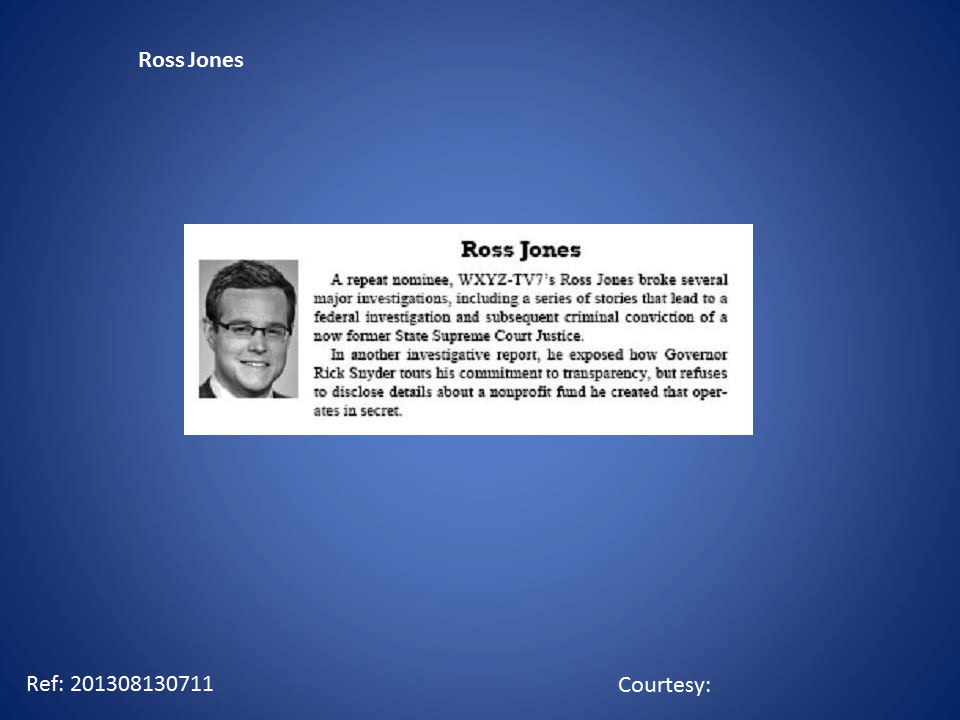 Ross Jones
Ross Jones
A repeat nominee, WXYZ-TV7's Ross Jones broke several
major investigations, including a series of stories that lead to a
federal investigation and subsequent criminal conviction of a
now former State Supreme Court Justice.
In another investigative report, he exposed how Governor
Rick Snyder touts his commitment to transparency, but refuses
to disclose details about a nonprofit fund he created that oper-
ates in secret.
Ref: 201308130711
Courtesy: